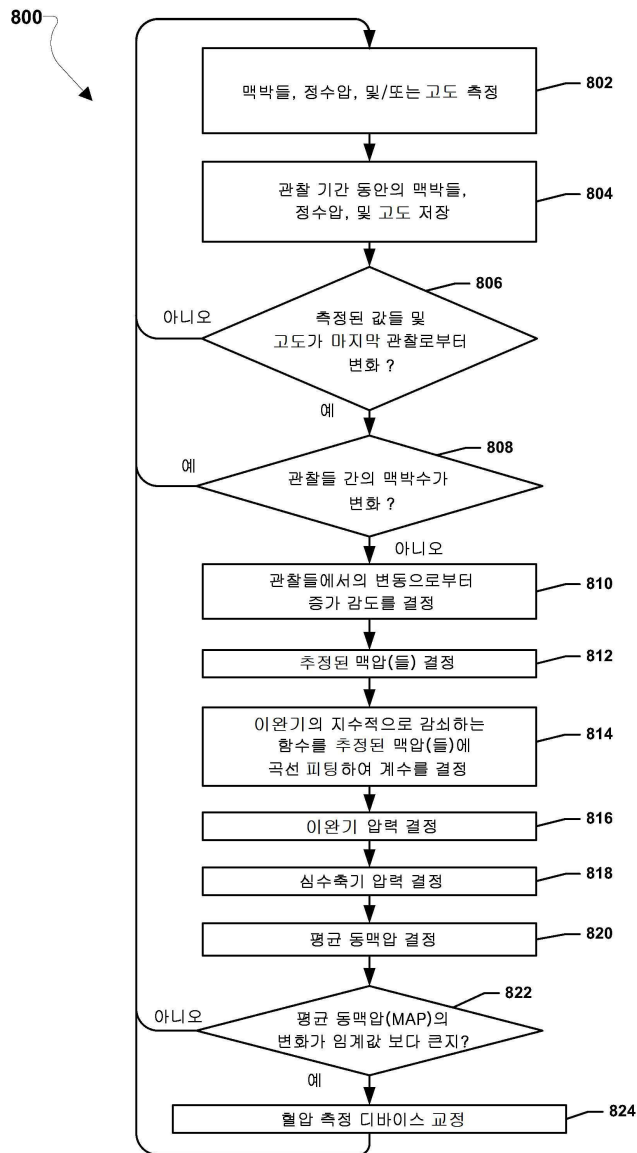 800
맥박들, 정수압, 및/또는 고도 측정
802
관찰 기간 동안의 맥박들,
정수압, 및 고도 저장
804
806
측정된 값들 및
고도가 마지막 관찰로부터
변화 ?
아니오
예
808
관찰들 간의 맥박수가
변화 ?
예
아니오
관찰들에서의 변동으로부터
증가 감도를 결정
810
추정된 맥압(들) 결정
812
이완기의 지수적으로 감쇠하는
함수를 추정된 맥압(들)에
곡선 피팅하여 계수를 결정
814
이완기 압력 결정
816
심수축기 압력 결정
818
평균 동맥압 결정
820
822
평균 동맥압(MAP)의
변화가 임계값 보다 큰지?
아니오
예
혈압 측정 디바이스 교정
824